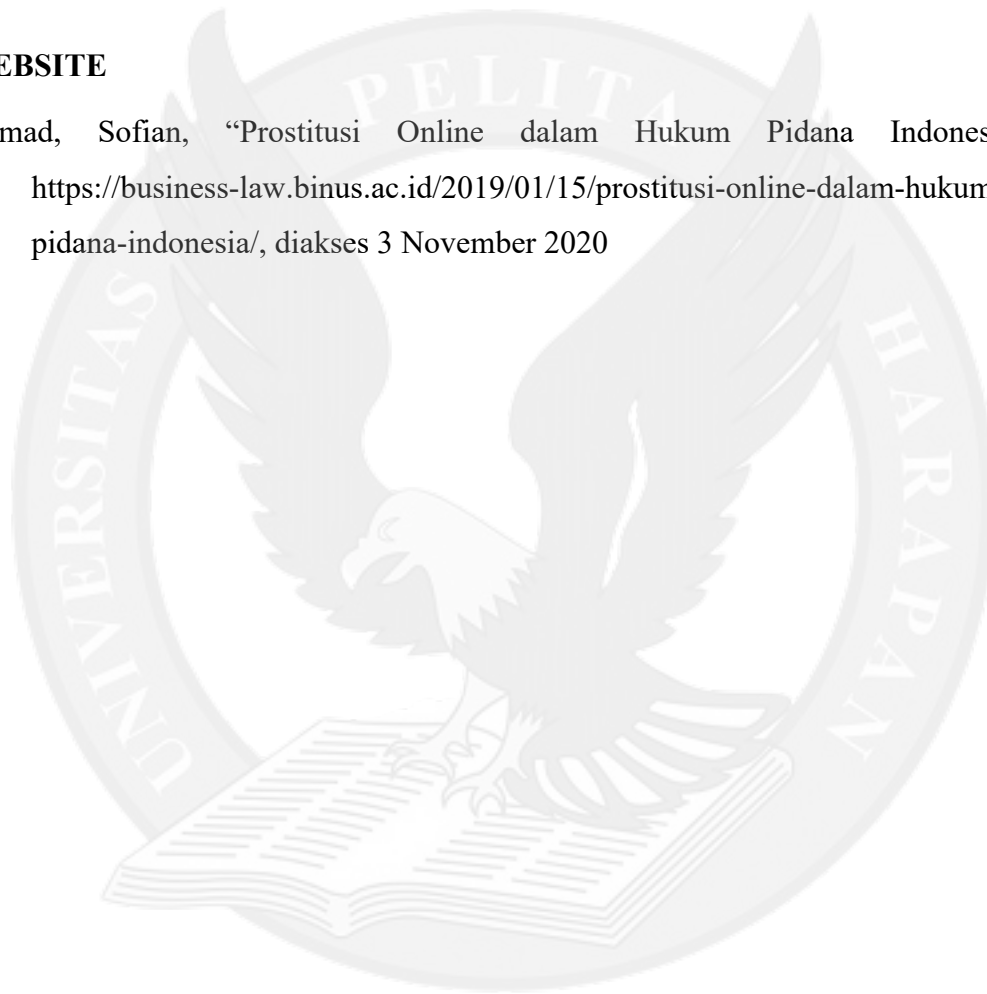 EBSITE
mad, Sofian, “Prostitusi Online dalam Hukum Pidana Indones
https://business-law.binus.ac.id/2019/01/15/prostitusi-online-dalam-hukum
pidana-indonesia/, diakses 3 November 2020
UNIVERSITAS PELITA HARAPAN